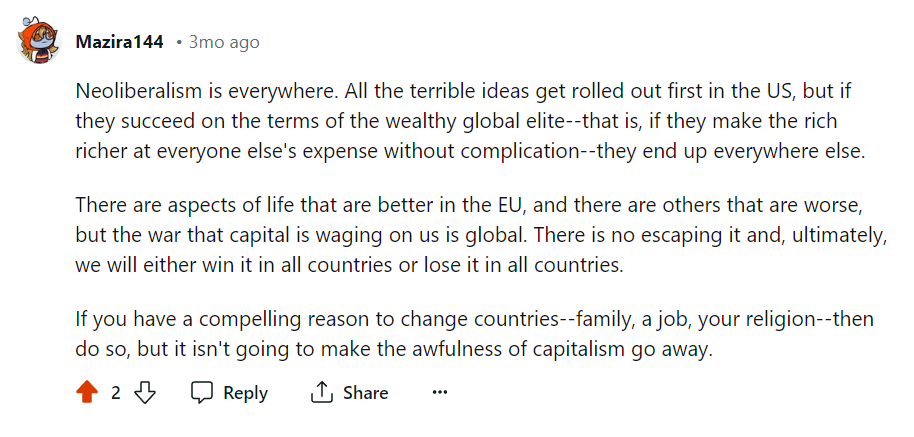 Mazira144 • 3mo ago
Neoliberalism is everywhere. All the terrible ideas get rolled out first in the US, but if
they succeed on the terms of the wealthy global elite--that is, if they make the rich
richer at everyone else's expense without complication--they end up everywhere else.
There are aspects of life that are better in the EU, and there are others that are worse,
but the war that capital is waging on us is global. There is no escaping it and, ultimately,
we will either win it in all countries or lose it in all countries.
If you have a compelling reason to change countries--family, a job, your religion--then
do so, but it isn't going to make the awfulness of capitalism go away.
2 Reply Share ···